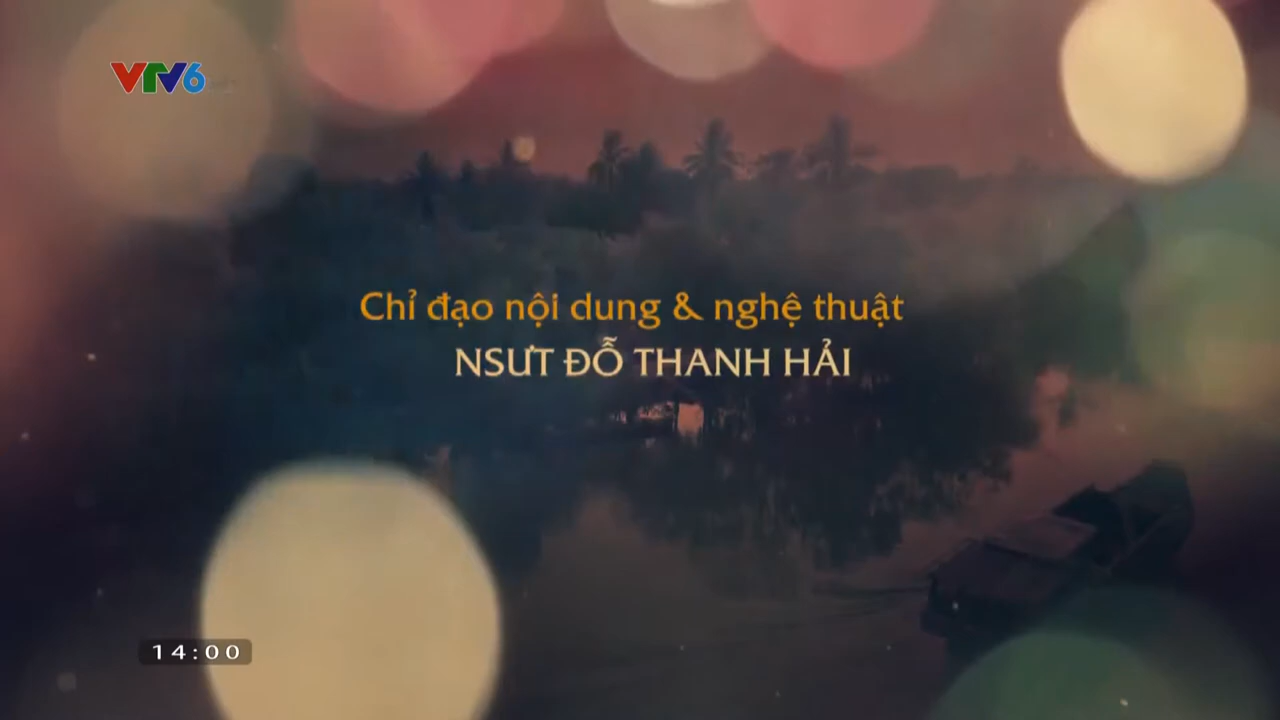 VTV6
Chỉ đạo nội dung & nghệ thuật
NSƯT ĐỖ THANH HẢI
14:00